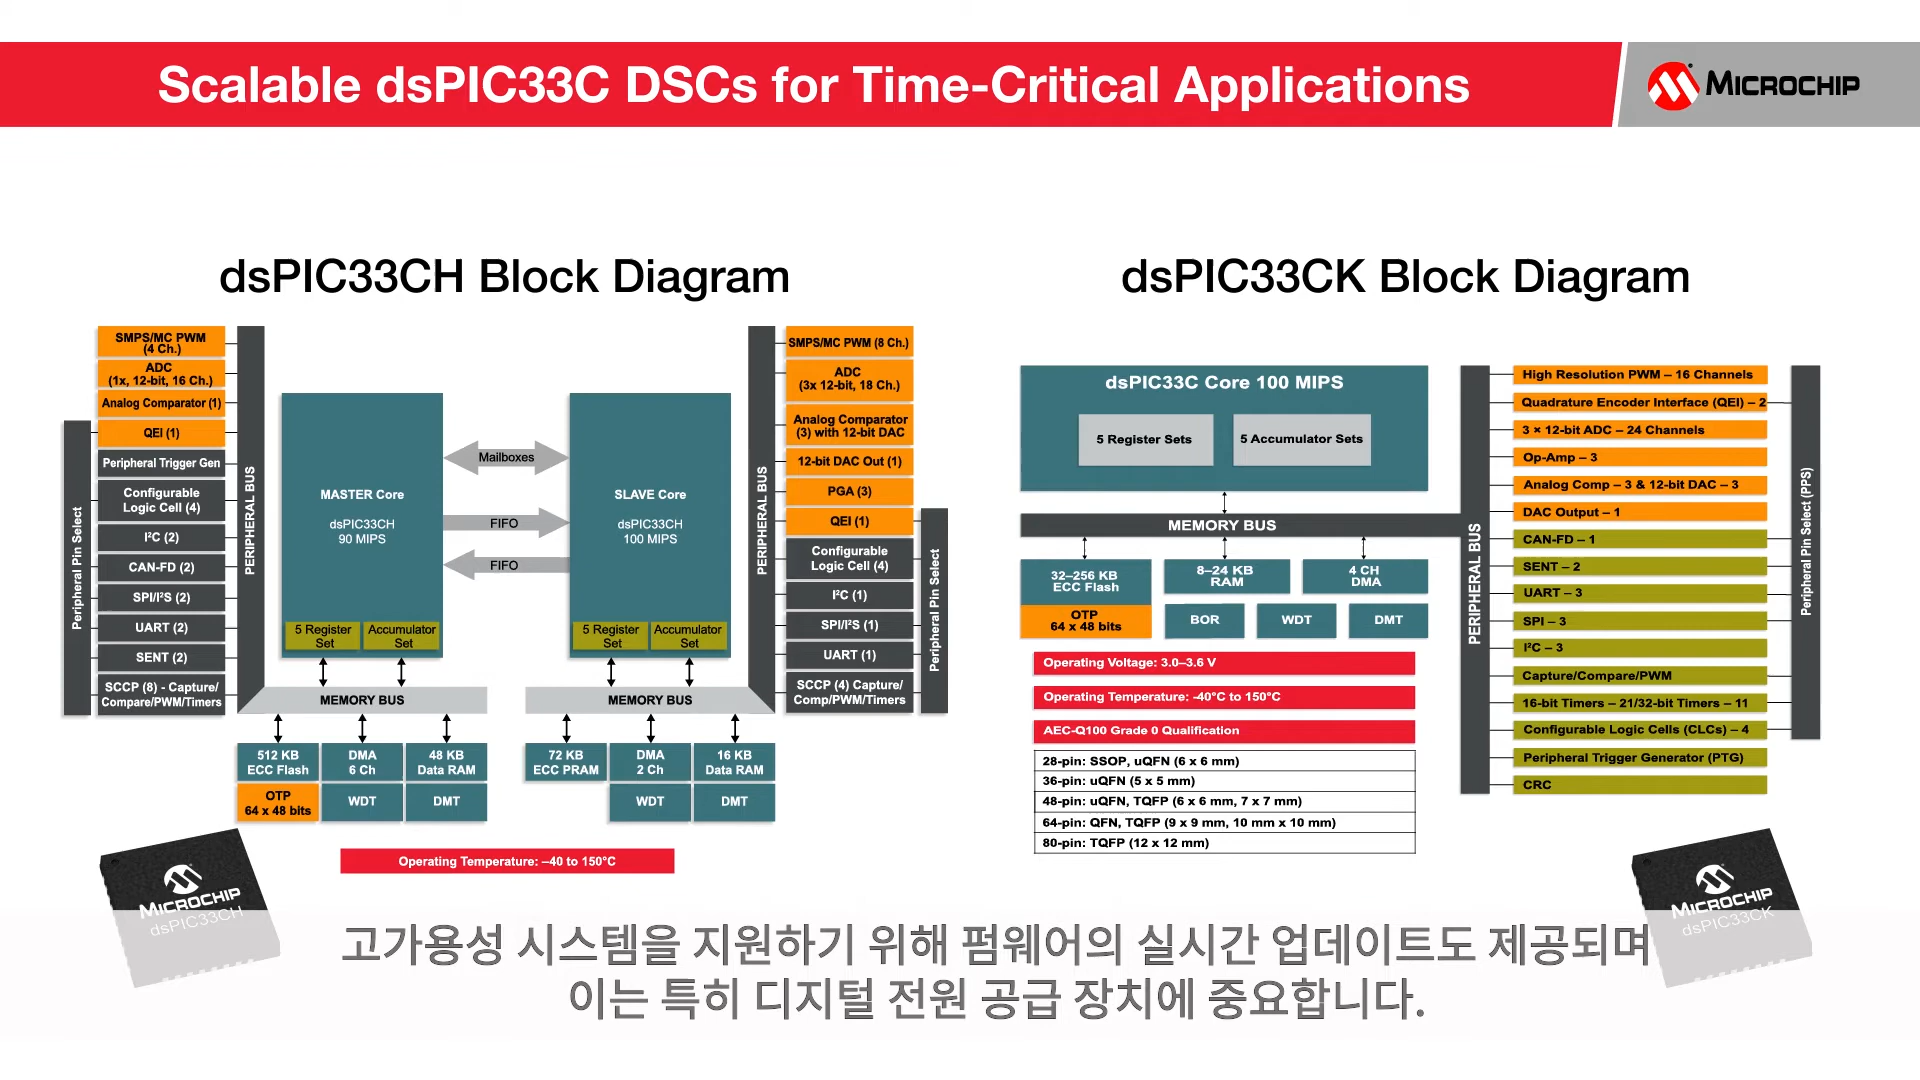 Scalable dsPIC33C DSCs for Time-Critical Applications
MICROCHIP
dsPIC33CH Block Diagram
SMPS/MC PWM
(4 Ch.)
ADC
(1x, 12-bit, 16 Ch.)
Analog Comparator (1)
QEI (1)
Peripheral Trigger Gen
Configurable
Logic Cell (4)
I²C (2)
CAN-FD (2)
SPI/I²S (2)
UART (2)
SENT (2)
SCCP (8) - Capture/
Compare/PWM/Timers
Peripheral Pin Select
PERIPHERAL BUS
MASTER Core
dsPIC33CH
90 MIPS
5 Register
Set
Accumulator
Set
Mailboxes
FIFO
FIFO
SLAVE Core
dsPIC33CH
100 MIPS
5 Register
Set
Accumulator
Set
PERIPHERAL BUS
SMPS/MC PWM (8 Ch.)
ADC
(3x 12-bit, 18 Ch.)
Analog Comparator
(3) with 12-bit DAC
12-bit DAC Out (1)
PGA (3)
QEI (1)
Configurable
Logic Cell (4)
I²C (1)
SPI/I²S (1)
UART (1)
SCCP (4) Capture/
Comp/PWM/Timers
Peripheral Pin Select
MEMORY BUS
MEMORY BUS
512 KB
ECC Flash
DMA
6 Ch
48 KB
Data RAM
OTP
64 x 48 bits
WDT
DMT
72 KB
ECC PRAM
DMA
2 Ch
16 KB
Data RAM
WDT
DMT
Operating Temperature: –40 to 150°C
MICROCHIP
dsPIC33CH
dsPIC33CK Block Diagram
dsPIC33C Core 100 MIPS
5 Register Sets
5 Accumulator Sets
MEMORY BUS
32–256 KB
ECC Flash
OTP
64 x 48 bits
8–24 KB
RAM
4 CH
DMA
BOR
WDT
DMT
Operating Voltage: 3.0–3.6 V
Operating Temperature: -40°C to 150°C
AEC-Q100 Grade 0 Qualification
28-pin: SSOP, uQFN (6 x 6 mm)
36-pin: uQFN (5 x 5 mm)
48-pin: uQFN, TQFP (6 x 6 mm, 7 x 7 mm)
64-pin: QFN, TQFP (9 x 9 mm, 10 mm x 10 mm)
80-pin: TQFP (12 x 12 mm)
PERIPHERAL BUS
High Resolution PWM – 16 Channels
Quadrature Encoder Interface (QEI) – 2
3 × 12-bit ADC – 24 Channels
Op-Amp – 3
Analog Comp – 3 & 12-bit DAC – 3
DAC Output – 1
CAN-FD – 1
SENT – 2
UART – 3
SPI – 3
I²C – 3
Capture/Compare/PWM
16-bit Timers – 21/32-bit Timers – 11
Configurable Logic Cells (CLCs) – 4
Peripheral Trigger Generator (PTG)
CRC
Peripheral Pin Select (PPS)
MICROCHIP
dsPIC33CK
고가용성 시스템을 지원하기 위해 펌웨어의 실시간 업데이트도 제공되며
이는 특히 디지털 전원 공급 장치에 중요합니다.